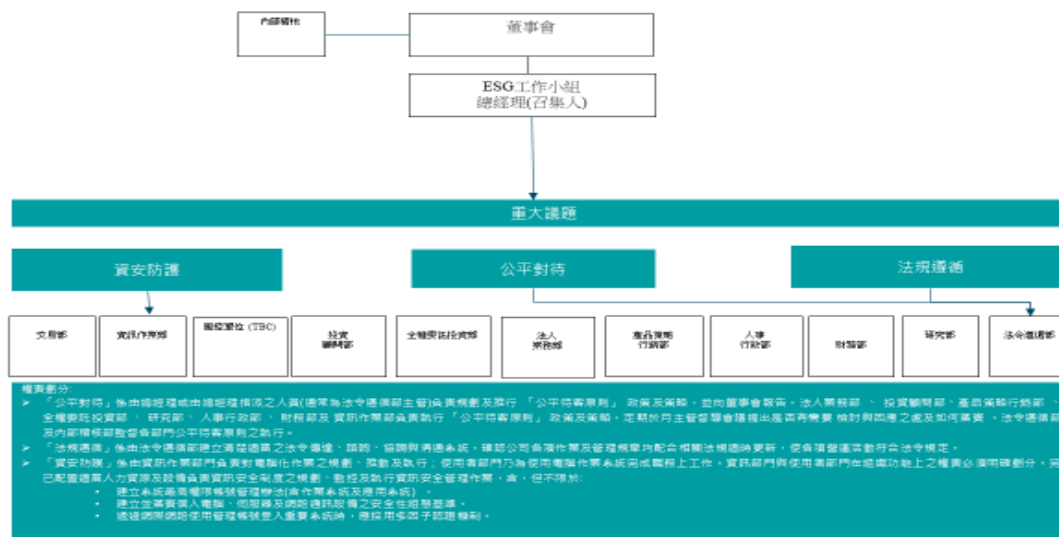 內部稽核
董事會
ESG工作小組
總經理(召集人)
重大議題
資安防護
公平對待
法規遵循
交易部
資訊作業部
風控單位 (TBC)
投資
顧問部
全權委託投資部
法人
業務部
產品策略
行銷部
人事
行政部
財務部
研究部
法令遵循部
權責劃分:
「公平對待」係由總經理或由總經理指派之人員(通常為法令遵循部主管)負責規劃及推行 「公平待客原則」 政策及策略,並向董事會報告。法人業務部 、 投資顧問部、產品策略行銷部、
全權委託投資部 、 研究部、人事行政部、 財務部及 資訊作業部負責執行 「公平待客原則」 政策及策略,定期於月主管督導會議提出是否有需要 檢討與因應之處及如何落實 。法令遵循部
及內部稽核部監督各部門公平待客原則之執行。
「法規遵循」係由法令遵循部建立清楚適當之法令傳達、諮詢、協調與溝通系統。確認公司各項作業及管理規章均配合相關法規適時更新,使各項營運活動符合法令規定。
「資安防護」係由資訊作業部門負責對電腦化作業之規劃、推動及執行;使用者部門乃為使用電腦作業系統完成職務上工作。資訊部門與使用者部門在組織功能上之權責必須明確劃分。另
已配置適當人力資源及設備負責資訊安全制度之規劃、監控及執行資訊安全管理作業,含,但不限於:
建立系統最高權限帳號管理辦法(含作業系統及應用系統) 。
建立並落實個人電腦、伺服器及網路通訊設備之安全性組態基準。
透過網際網路使用管理帳號登入重要系統時,應採用多因子認證機制。